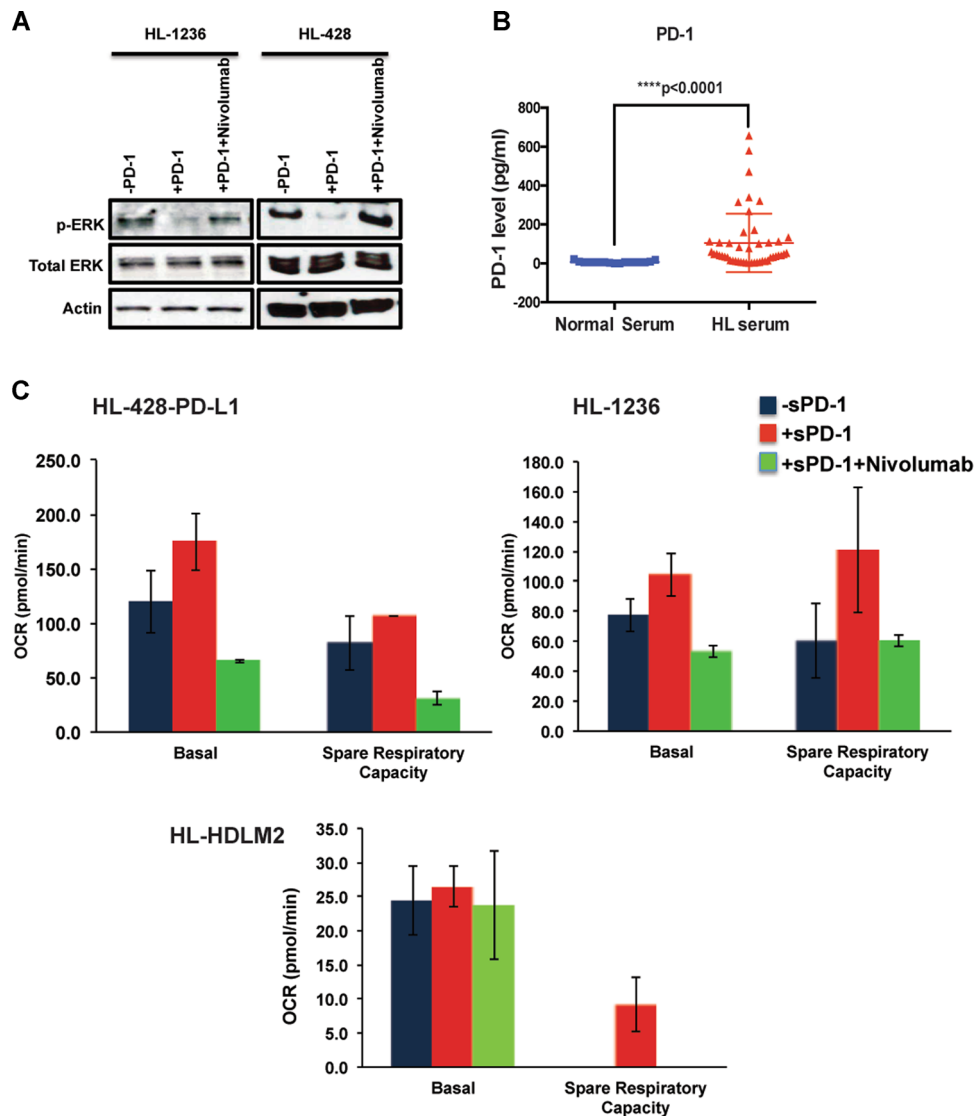 A
HL-1236
HL-428
-PD-1
+PD-1
+PD-1+Nivolumab
-PD-1
+PD-1
+PD-1+Nivolumab
p-ERK
Total ERK
Actin
B
PD-1
****p<0.0001
PD-1 level (pg/ml)
800
600
400
200
0
-200
Normal Serum
HL serum
C
HL-428-PD-L1
OCR (pmol/min)
250.0
200.0
150.0
100.0
50.0
0.0
Basal
Spare Respiratory
Capacity
HL-1236
-sPD-1
+sPD-1
+sPD-1+Nivolumab
OCR (pmol/min)
180.0
160.0
140.0
120.0
100.0
80.0
60.0
40.0
20.0
0.0
Basal
Spare Respiratory
Capacity
HL-HDLM2
OCR (pmol/min)
35.0
30.0
25.0
20.0
15.0
10.0
5.0
0.0
Basal
Spare Respiratory
Capacity